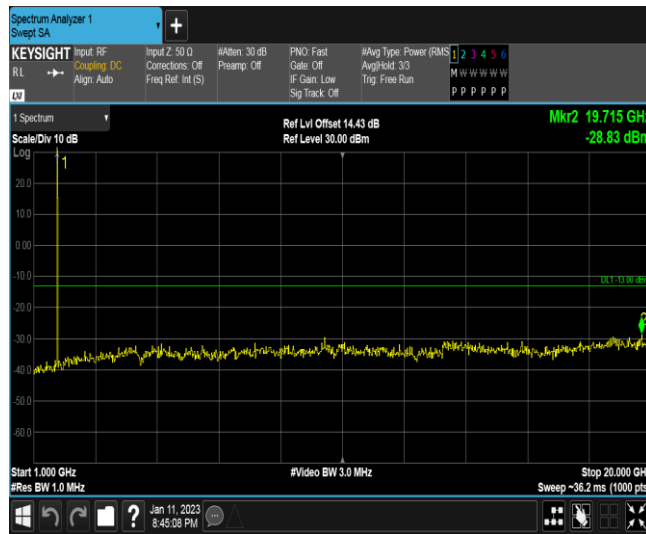 Spectrum Analyzer 1
Swept SA
+
KEYSIGHT Input: RF Input Z: 50 Ω #Atten: 30 dB PNO: Fast #Avg Type: Power (RMS 1 2 3 4 5 6
RL Coupling: DC Corrections: Off Preamp: Off Gate: Off Avg|Hold: 3/3 M W W W W W
Align: Auto Freq Ref: Int (S) IF Gain: Low Trig: Free Run
LXI Sig Track: Off P P P P P P
1 Spectrum Ref Lvl Offset 14.43 dB Mkr2 19.715 GHz
Scale/Div 10 dB Ref Level 30.00 dBm -28.83 dBm
Log
1
20.0
10.0
0.00
-10.0
DL1 -13.00 dBm
-20.0
-30.0
-40.0
-50.0
-60.0
Start 1.000 GHz #Video BW 3.0 MHz Stop 20.000 GH
#Res BW 1.0 MHz Sweep ~36.2 ms (1000 pts
? Jan 11, 2023
8:45:08 PM